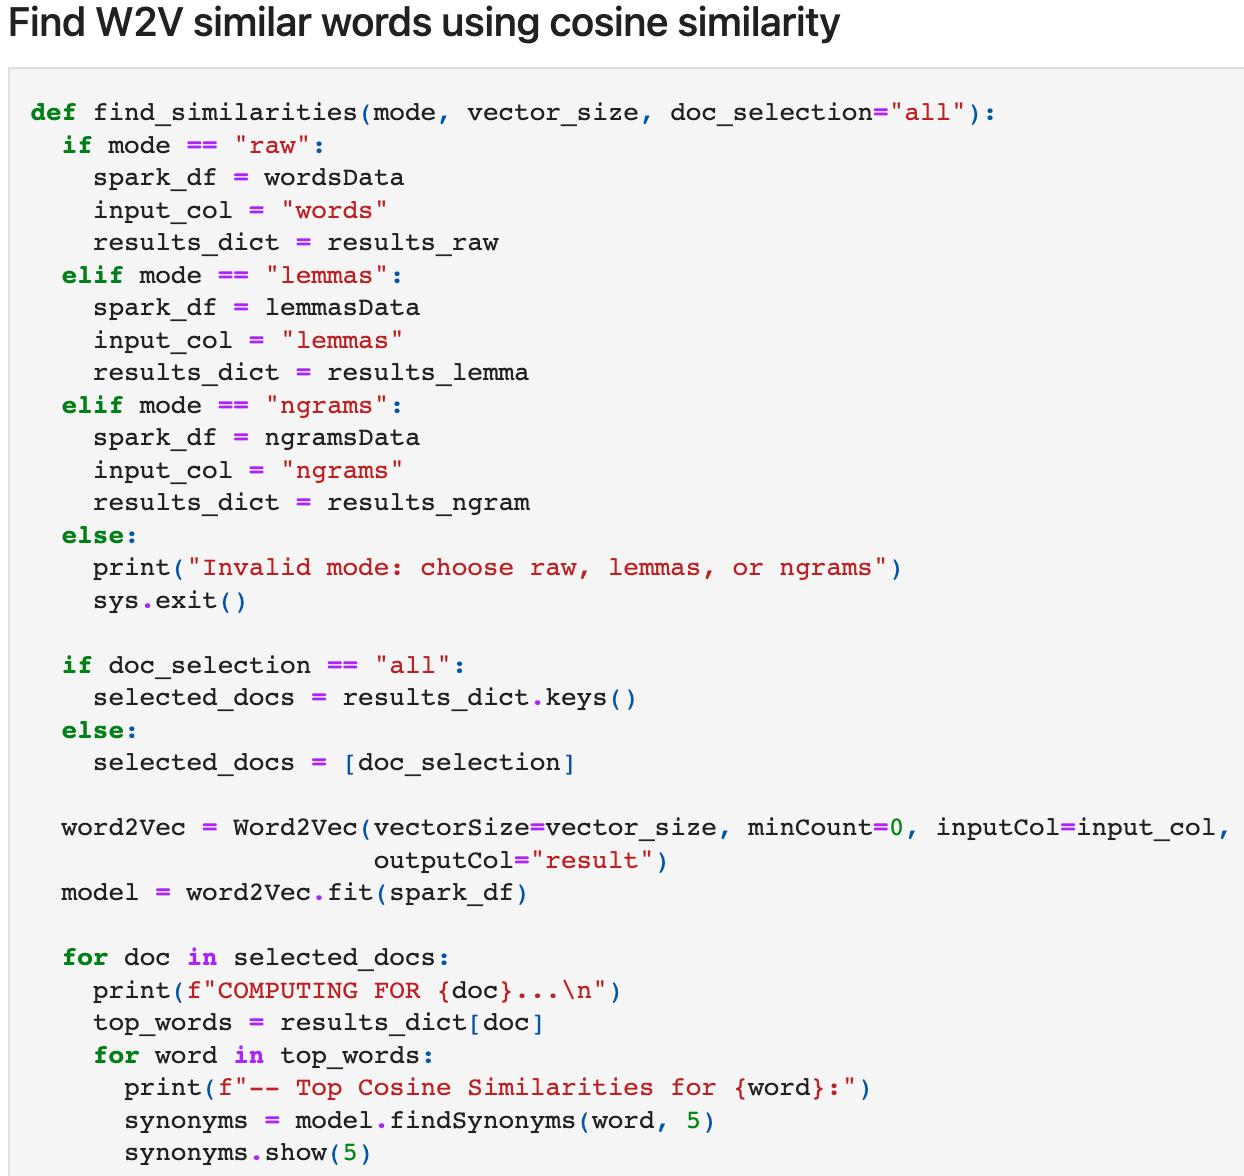 Find W2V similar words using cosine similarity
def find_similarities(mode, vector_size, doc_selection="all"):
  if mode == "raw":
    spark_df = wordsData
    input_col = "words"
    results_dict = results_raw
  elif mode == "lemmas":
    spark_df = lemmasData
    input_col = "lemmas"
    results_dict = results_lemma
  elif mode == "ngrams":
    spark_df = ngramsData
    input_col = "ngrams"
    results_dict = results_ngram
  else:
    print("Invalid mode: choose raw, lemmas, or ngrams")
    sys.exit()
  if doc_selection == "all":
    selected_docs = results_dict.keys()
  else:
    selected_docs = [doc_selection]
  word2Vec = Word2Vec(vectorSize=vector_size, minCount=0, inputCol=input_col,
                      outputCol="result")
  model = word2Vec.fit(spark_df)
  for doc in selected_docs:
    print(f"COMPUTING FOR {doc}...\n")
    top_words = results_dict[doc]
    for word in top_words:
      print(f"-- Top Cosine Similarities for {word}:")
      synonyms = model.findSynonyms(word, 5)
      synonyms.show(5)